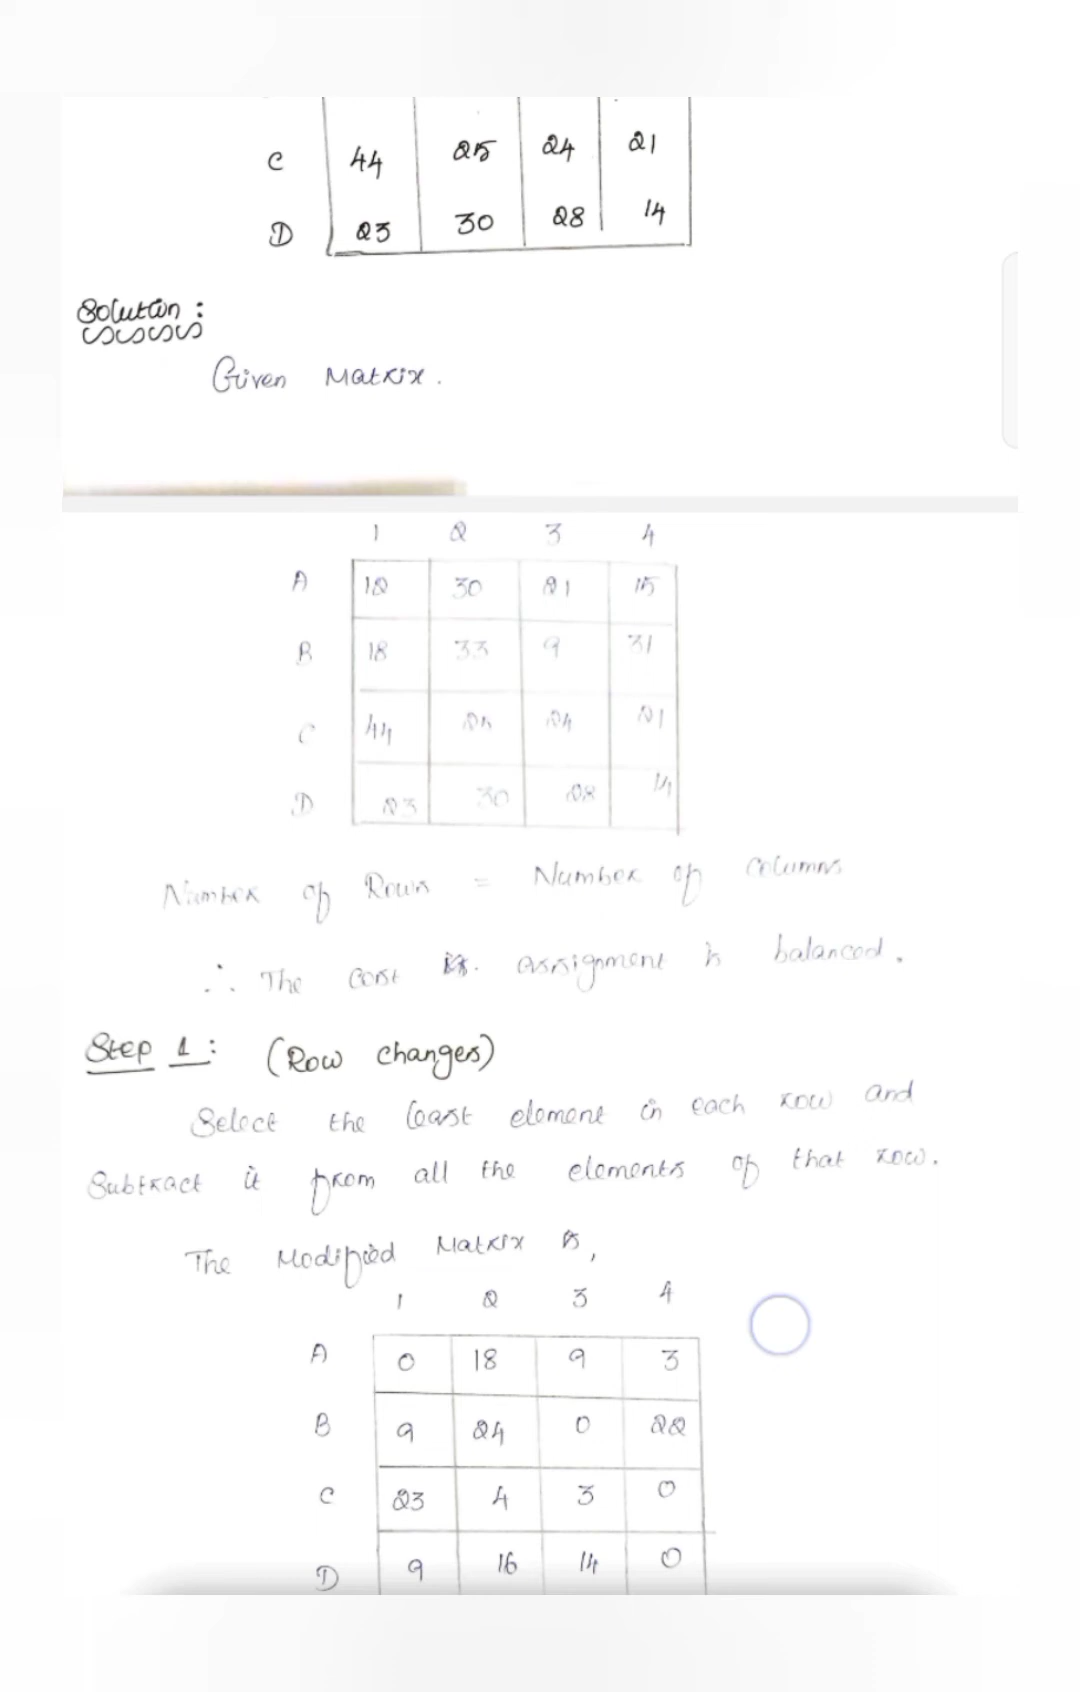 C 44 25 24 21
D 23 30 28 14
Solution :
Given Matrix.
1 2 3 4
A 12 30 21 15
B 18 33 9 31
C 44 25 24 21
D 23 30 28 14
Number of Rows = Number of Columns
∴ The cost is. assignment is balanced.
Step 1 : (Row changes)
Select the least element in each row and
Subtract it from all the elements of that row.
The Modified Matrix is,
1 2 3 4
A 0 18 9 3
B 9 24 0 22
C 23 4 3 0
D 9 16 14 0